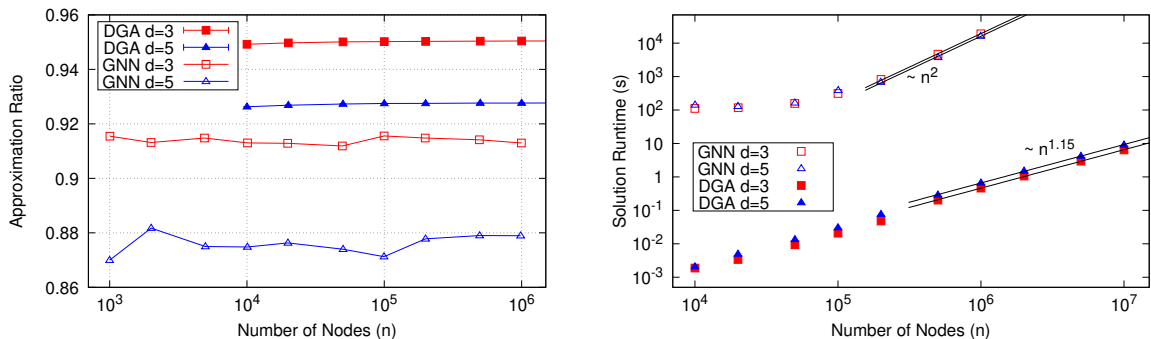 0.96
0.94
0.92
0.9
0.88
0.86
Approximation Ratio
DGA d=3
DGA d=5
GNN d=3
GNN d=5
10^3
10^4
10^5
10^6
Number of Nodes (n)
10^4
10^3
10^2
10
1
10^-1
10^-2
10^-3
Solution Runtime (s)
~ n^2
~ n^1.15
GNN d=3
GNN d=5
DGA d=3
DGA d=5
10^4
10^5
10^6
10^7
Number of Nodes (n)